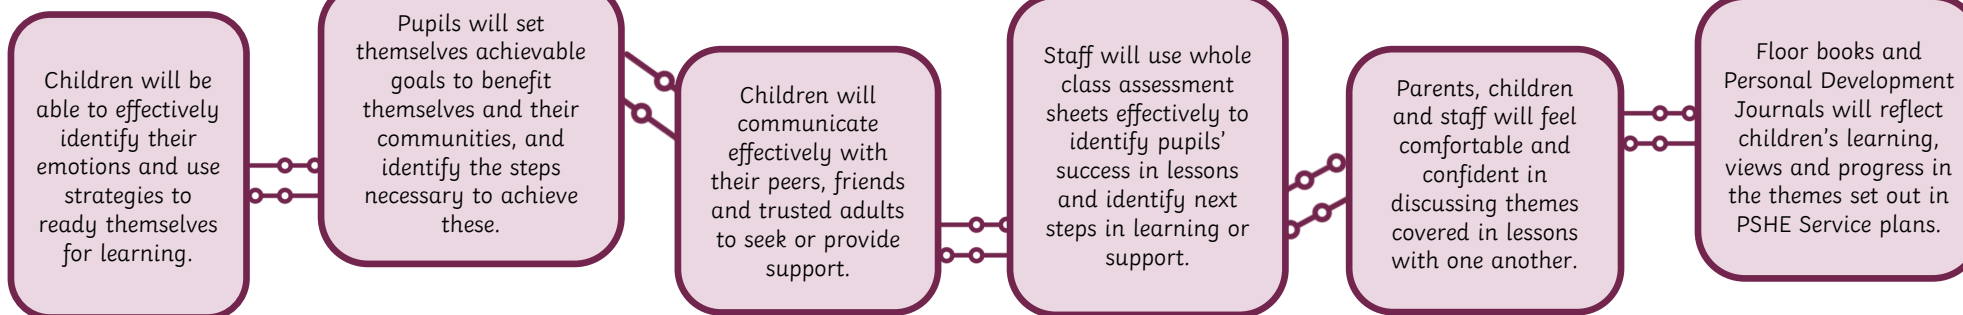 Children will be
able to effectively
identify their
emotions and use
strategies to
ready themselves
for learning.
Pupils will set
themselves achievable
goals to benefit
themselves and their
communities, and
identify the steps
necessary to achieve
these.
Children will
communicate
effectively with
their peers, friends
and trusted adults
to seek or provide
support.
Staff will use whole
class assessment
sheets effectively to
identify pupils’
success in lessons
and identify next
steps in learning or
support.
Parents, children
and staff will feel
comfortable and
confident in
discussing themes
covered in lessons
with one another.
Floor books and
Personal Development
Journals will reflect
children’s learning,
views and progress in
the themes set out in
PSHE Service plans.